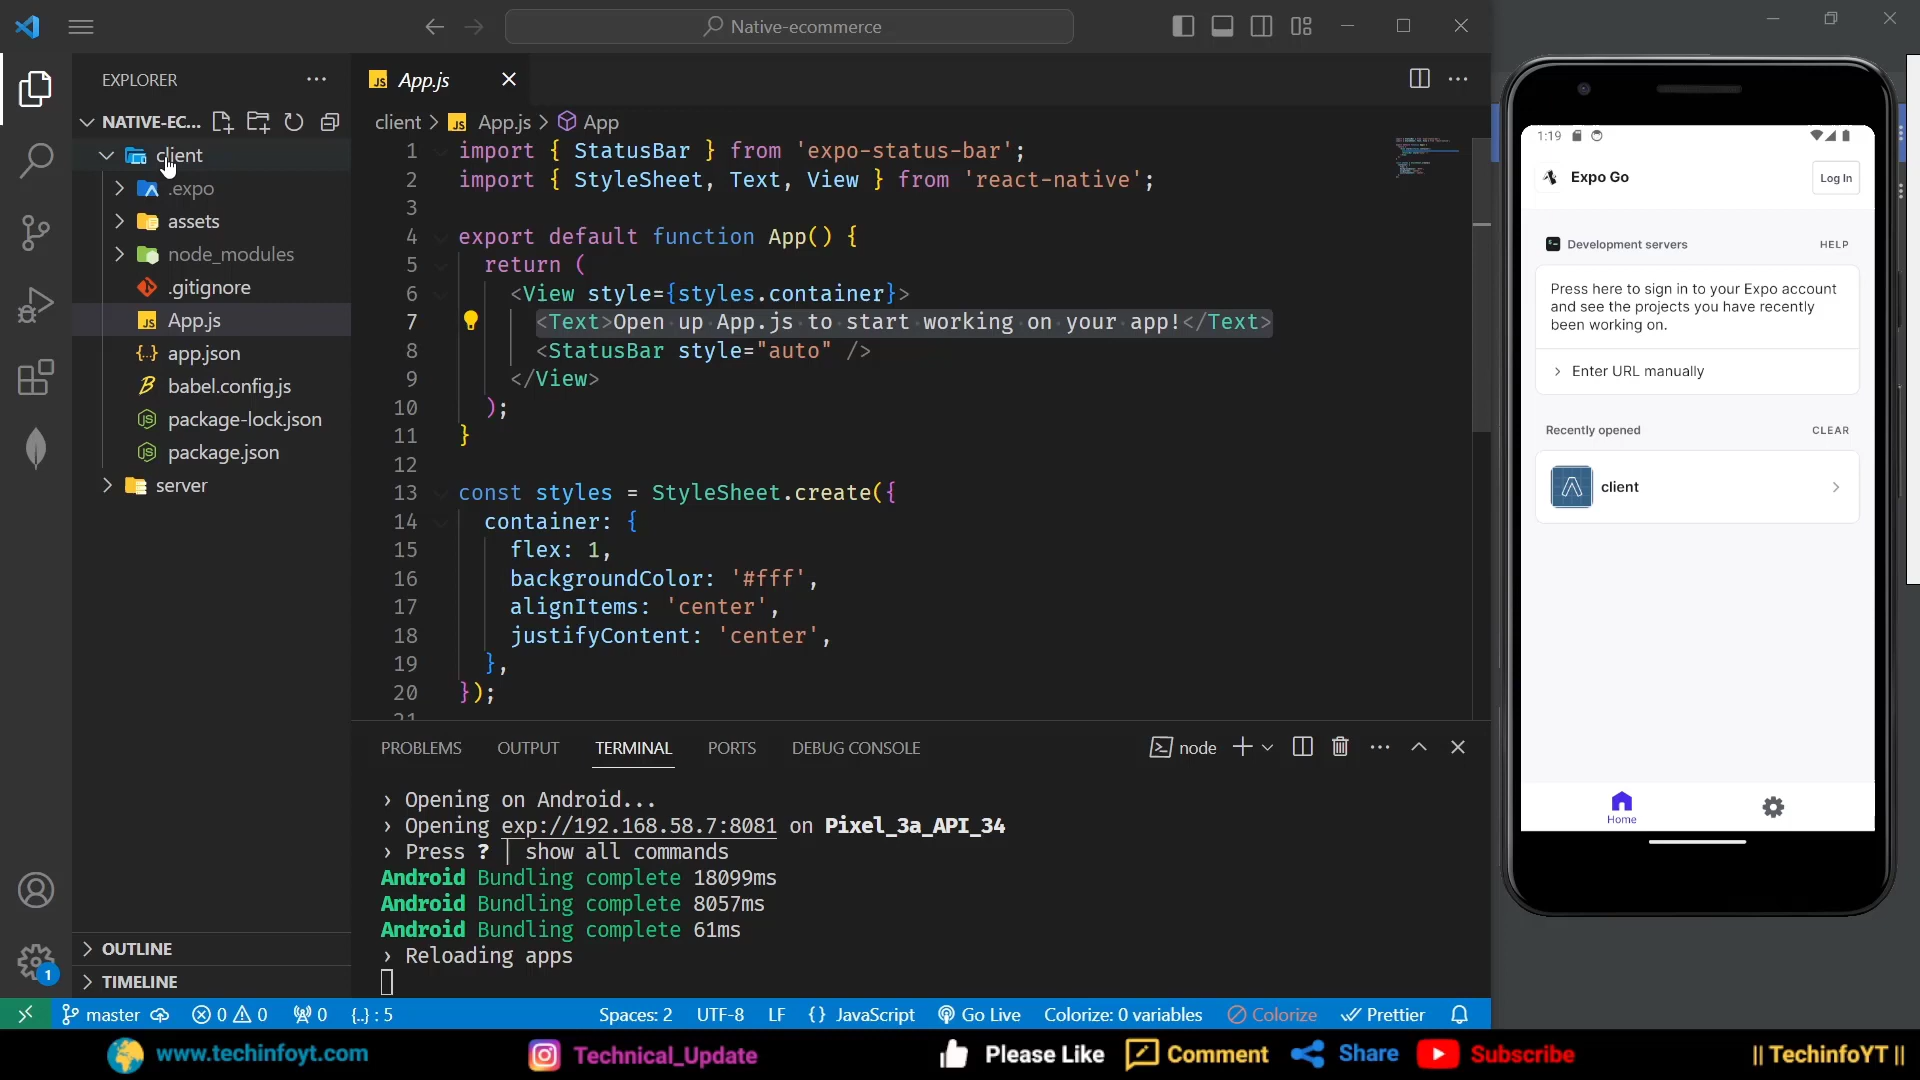 Native-ecommerce
EXPLORER
NATIVE-EC...
client
.expo
assets
node_modules
.gitignore
JS App.js
{..} app.json
babel.config.js
package-lock.json
package.json
server
OUTLINE
TIMELINE
JS App.js
client > JS App.js > App
1 import { StatusBar } from 'expo-status-bar';
2 import { StyleSheet, Text, View } from 'react-native';
3
4 export default function App() {
5 return (
6 <View style={styles.container}>
7 <Text>Open up App.js to start working on your app!</Text>
8 <StatusBar style="auto" />
9 </View>
10 );
11 }
12
13 const styles = StyleSheet.create({
14 container: {
15 flex: 1,
16 backgroundColor: '#fff',
17 alignItems: 'center',
18 justifyContent: 'center',
19 },
20 });
21
PROBLEMS OUTPUT TERMINAL PORTS DEBUG CONSOLE
node
› Opening on Android...
› Opening exp://192.168.58.7:8081 on Pixel_3a_API_34
› Press ? │ show all commands
Android Bundling complete 18099ms
Android Bundling complete 8057ms
Android Bundling complete 61ms
› Reloading apps
1
master 0 0 0 {..} : 5 Spaces: 2 UTF-8 LF {} JavaScript Go Live Colorize: 0 variables Colorize Prettier
1:19
Expo Go
Log In
Development servers
HELP
Press here to sign in to your Expo account
and see the projects you have recently
been working on.
Enter URL manually
Recently opened
CLEAR
client
Home
www.techinfoyt.com
Technical_Update
Please Like
Comment
Share
Subscribe
|| TechinfoYT ||